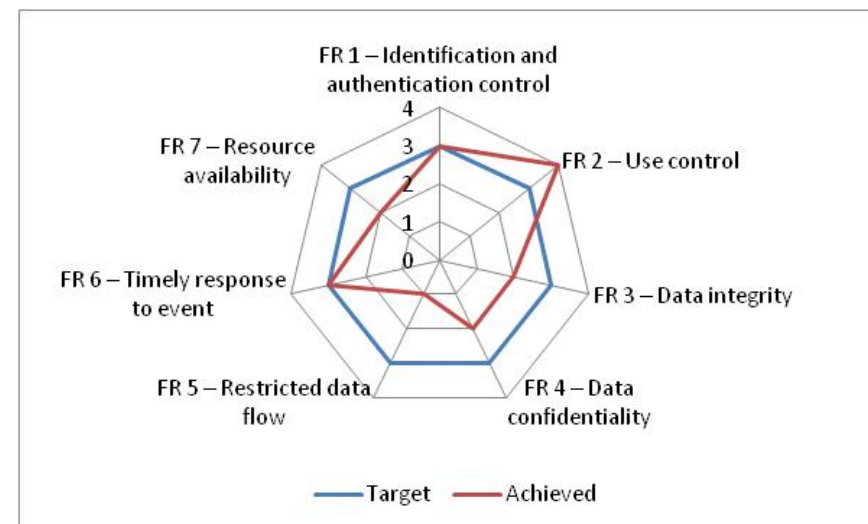 FR 1 – Identification and
authentication control
4
3
2
1
0
FR 2 – Use control
FR 3 – Data integrity
FR 4 – Data
confidentiality
FR 5 – Restricted data
flow
FR 6 – Timely response
to event
FR 7 – Resource
availability
Target
Achieved